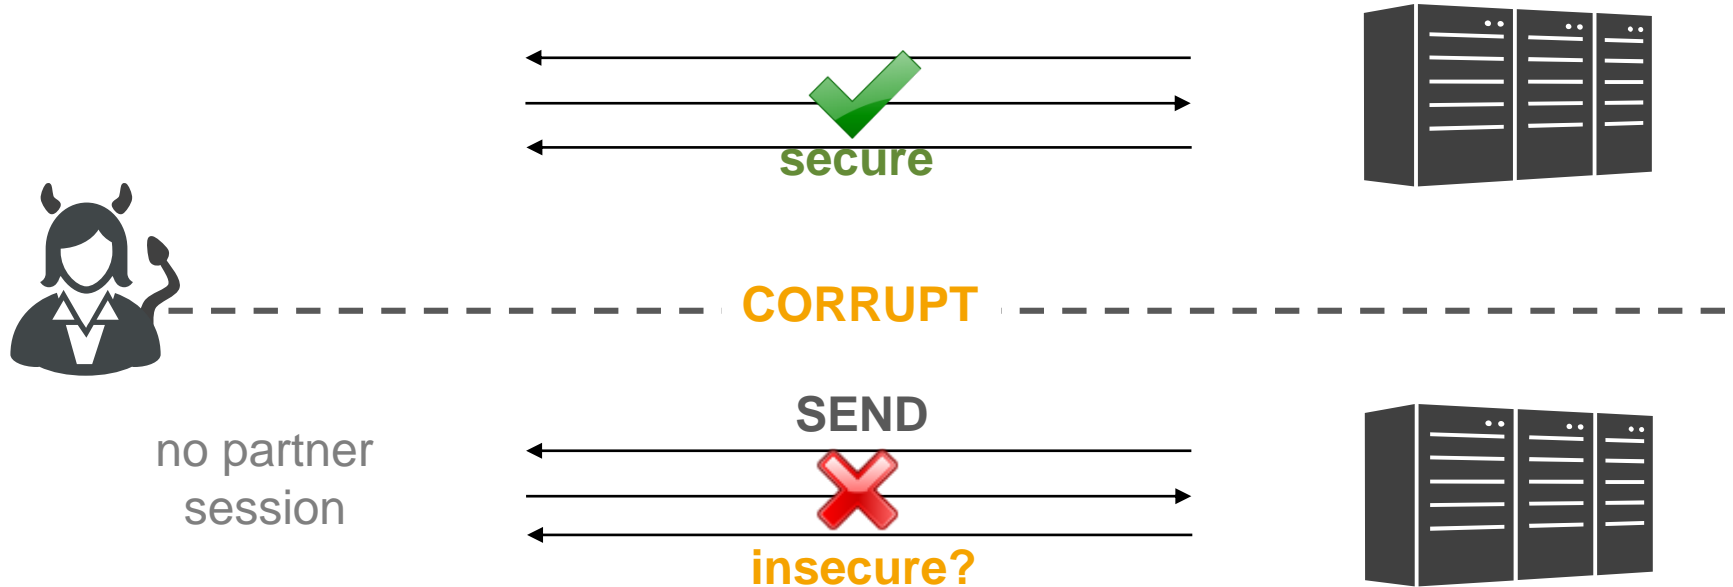 secure
CORRUPT
SEND
no partner
session
insecure?